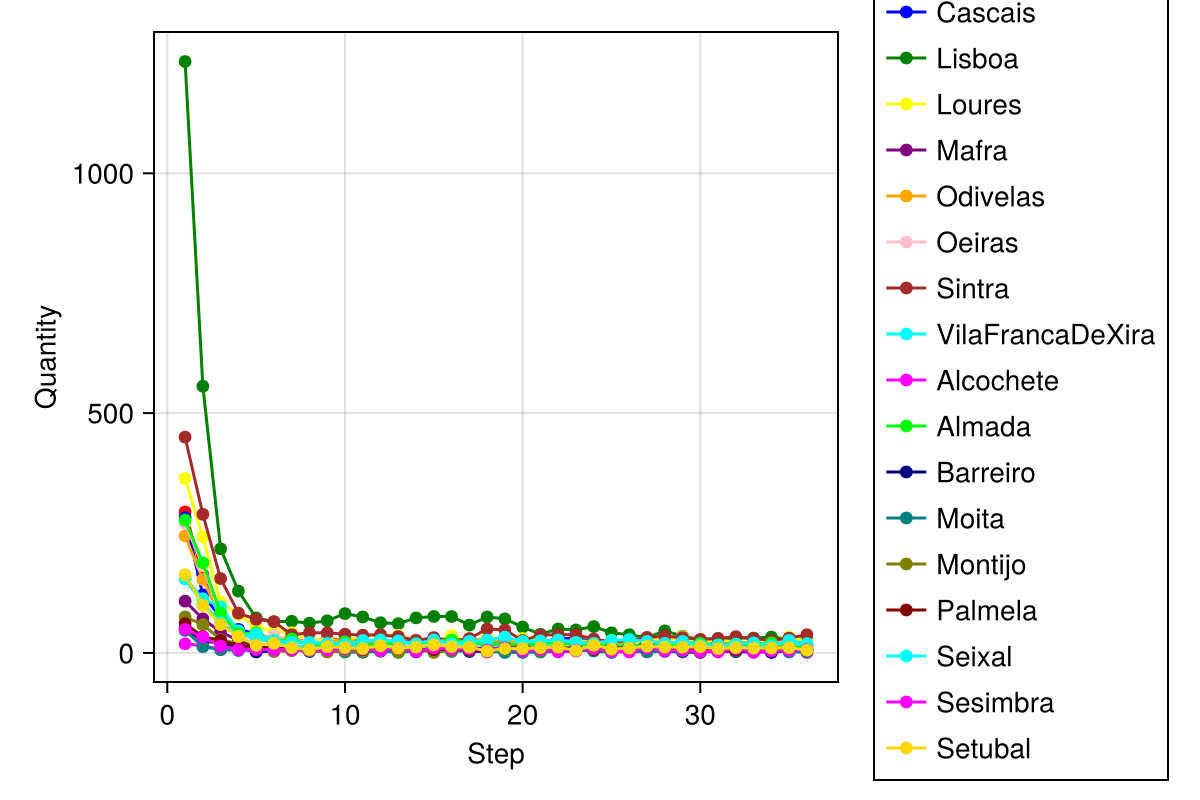 Cascais
Lisboa
Loures
Mafra
Odivelas
Oeiras
Sintra
VilaFrancaDeXira
Alcochete
Almada
Barreiro
Moita
Montijo
Palmela
Seixal
Sesimbra
Setubal
1000
500
0
Quantity
0 10 20 30
Step